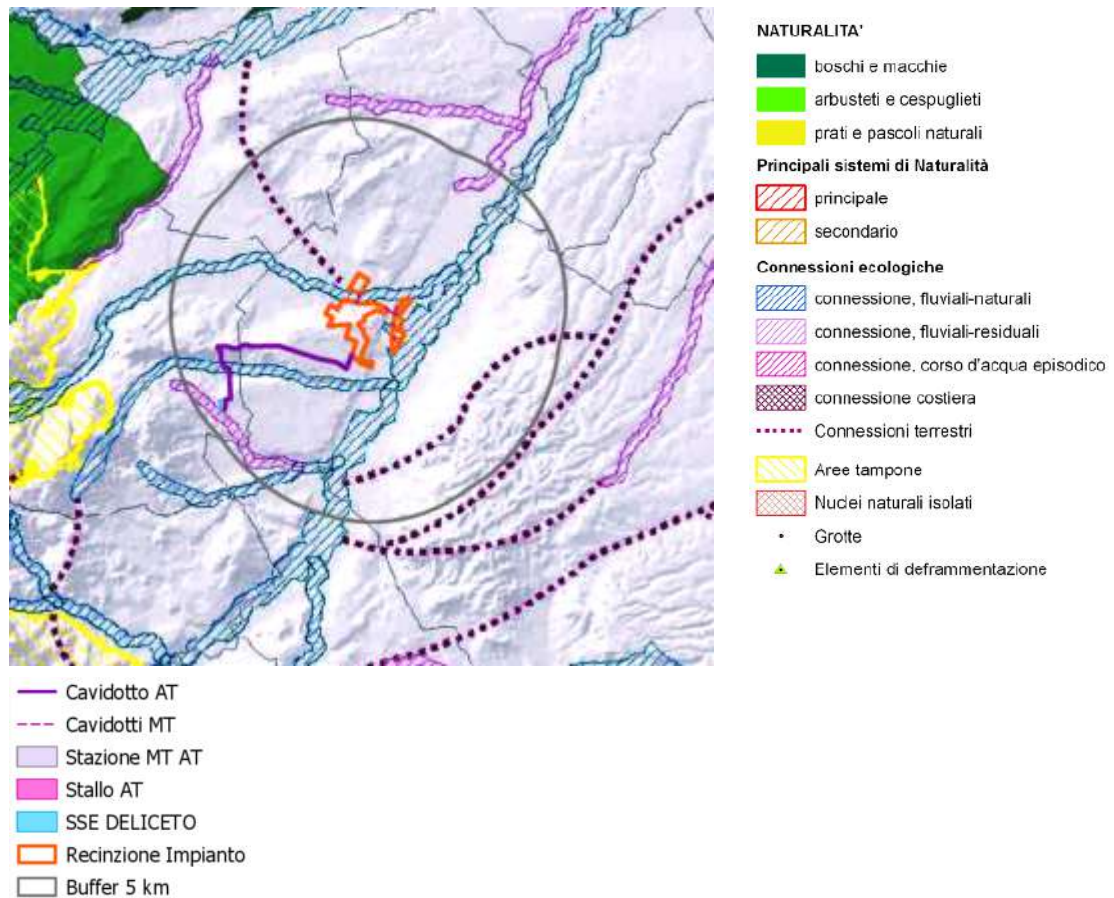 NATURALITA'
boschi e macchie
arbusteti e cespuglieti
prati e pascoli naturali
Principali sistemi di Naturalità
principale
secondario
Connessioni ecologiche
connessione, fluviali-naturali
connessione, fluviali-residuali
connessione, corso d'acqua episodico
connessione costiera
Connessioni terrestri
Aree tampone
Nuclei naturali isolati
Grotte
Elementi di deframmentazione
Cavidotto AT
Cavidotti MT
Stazione MT AT
Stallo AT
SSE DELICETO
Recinzione Impianto
Buffer 5 km